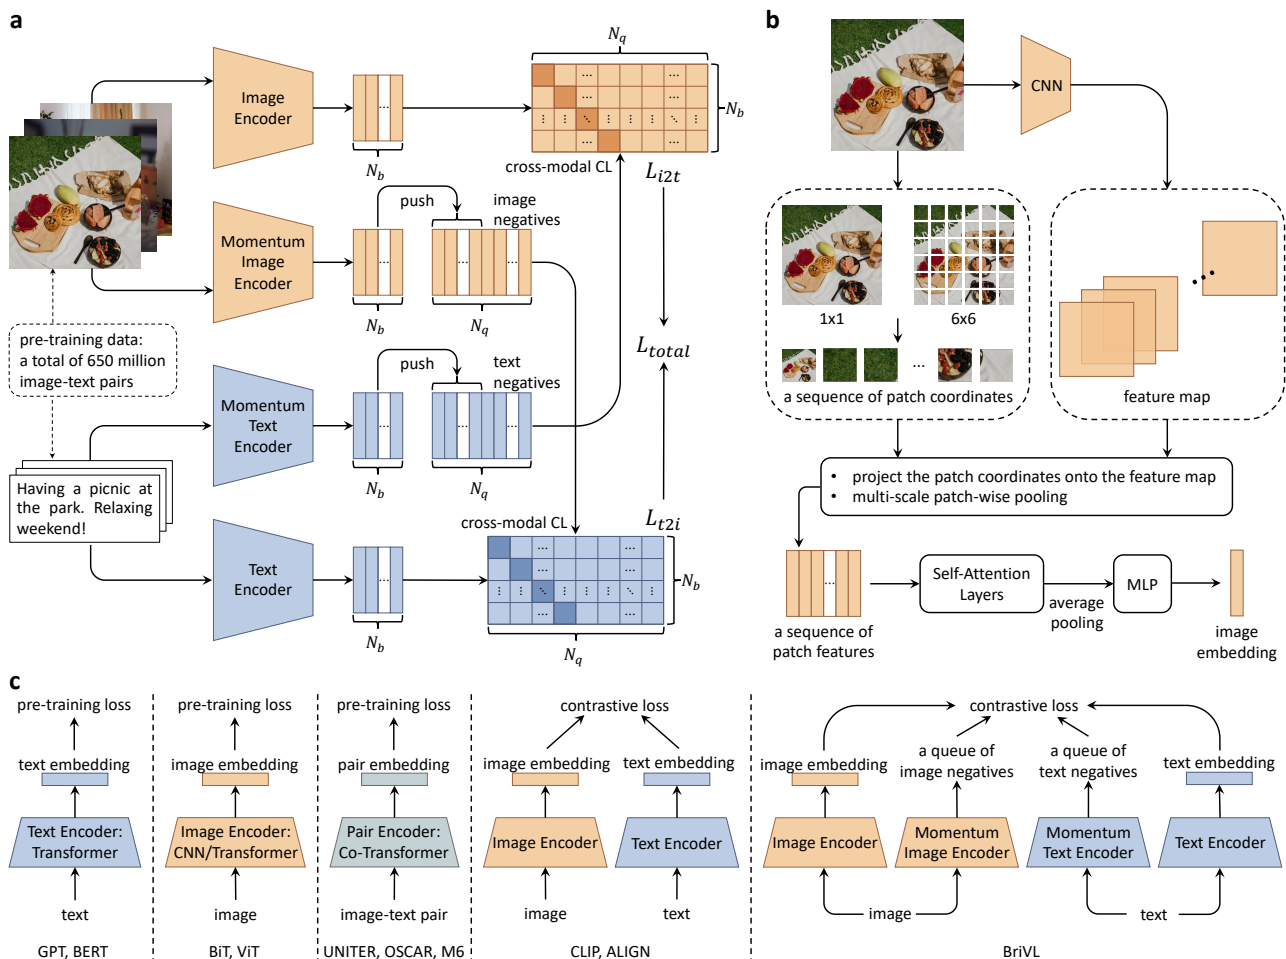 a
Image
Encoder
...
N_b
N_q
...
...
N_b
cross-modal CL
L_{i2t}
Momentum
Image
Encoder
push
image
negatives
N_b
N_q
pre-training data:
a total of 650 million
image-text pairs
L_{total}
Momentum
Text
Encoder
push
text
negatives
N_b
N_q
Having a picnic at
the park. Relaxing
weekend!
Text
Encoder
N_b
cross-modal CL
L_{t2i}
N_b
N_q
b
CNN
1x1
6x6
...
a sequence of patch coordinates
feature map
• project the patch coordinates onto the feature map
• multi-scale patch-wise pooling
a sequence of
patch features
Self-Attention
Layers
average
pooling
MLP
image
embedding
c
pre-training loss
text embedding
Text Encoder:
Transformer
text
GPT, BERT
pre-training loss
image embedding
Image Encoder:
CNN/Transformer
image
BiT, ViT
pre-training loss
pair embedding
Pair Encoder:
Co-Transformer
image-text pair
UNITER, OSCAR, M6
contrastive loss
image embedding
text embedding
Image Encoder
Text Encoder
image
text
CLIP, ALIGN
contrastive loss
image embedding
a queue of
image negatives
a queue of
text negatives
text embedding
Image Encoder
Momentum
Image Encoder
Momentum
Text Encoder
Text Encoder
image
text
BriVL